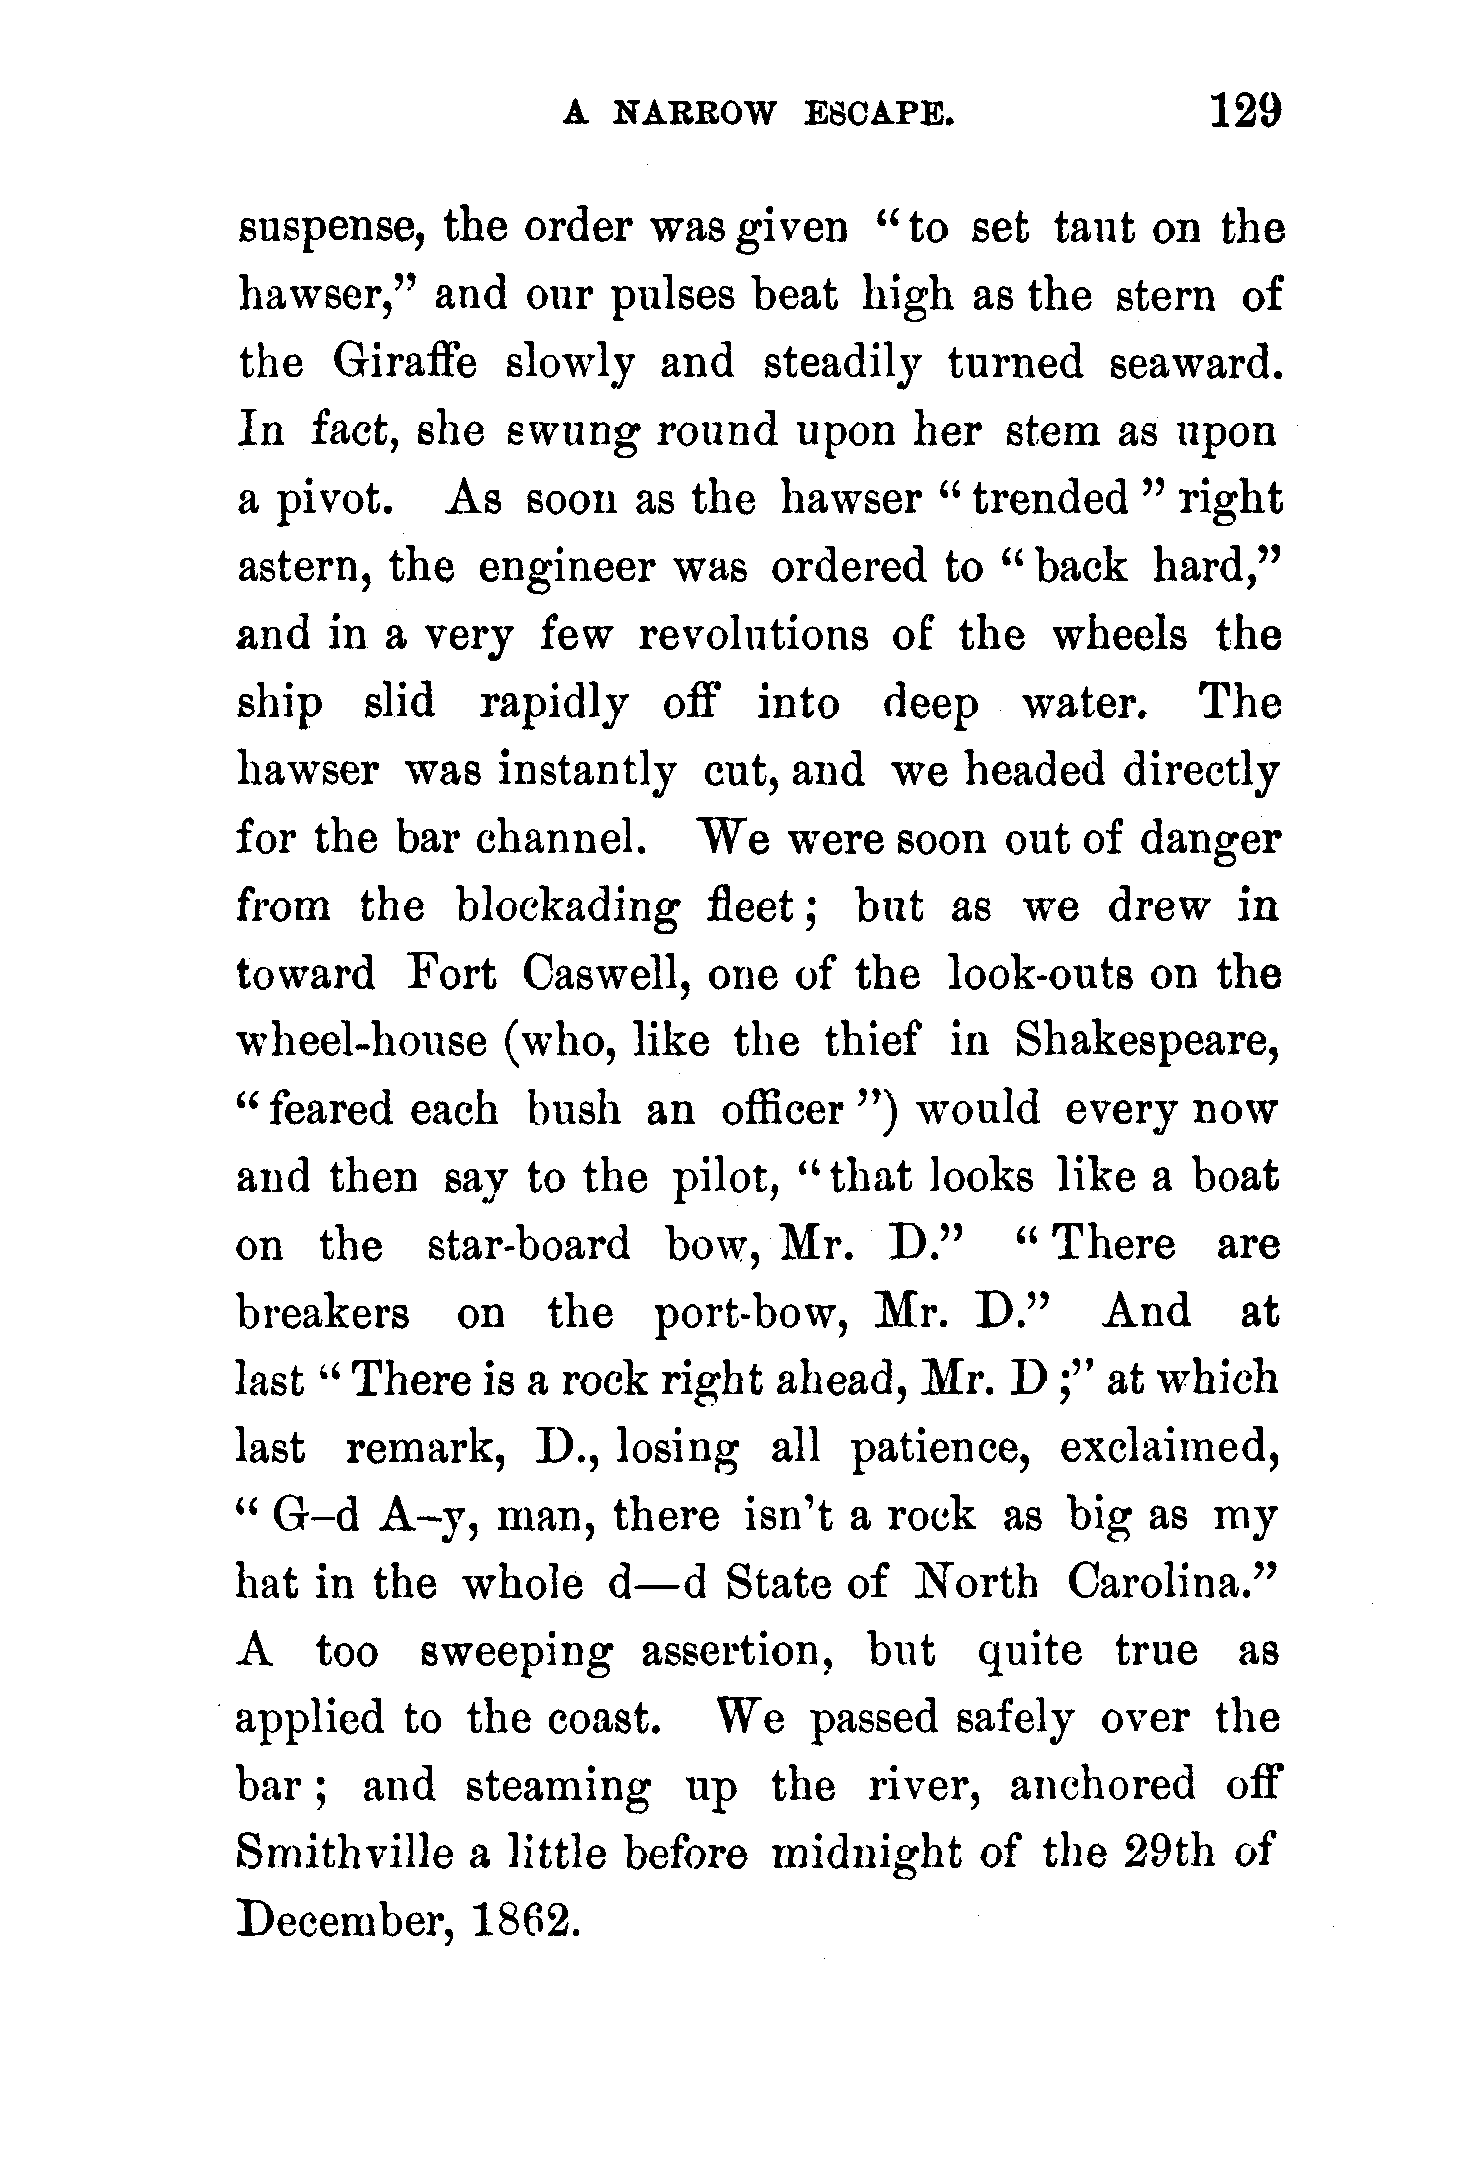 A NARROW ESCAPE. 129
suspense, the order was given “to set taut on the
hawser,” and our pulses beat high as the stern of
the Giraffe slowly and steadily turned seaward.
In fact, she swung round upon her stem as upon
a pivot. As soon as the hawser “trended” right
astern, the engineer was ordered to “back hard,”
and in a very few revolutions of the wheels the
ship slid rapidly off into deep water. The
hawser was instantly cut, and we headed directly
for the bar channel. We were soon out of danger
from the blockading fleet; but as we drew in
toward Fort Caswell, one of the look-outs on the
wheel-house (who, like the thief in Shakespeare,
“feared each bush an officer”) would every now
and then say to the pilot, “that looks like a boat
on the star-board bow, Mr. D.” “There are
breakers on the port-bow, Mr. D.” And at
last “There is a rock right ahead, Mr. D;” at which
last remark, D., losing all patience, exclaimed,
“G–d A–y, man, there isn’t a rock as big as my
hat in the whole d—d State of North Carolina.”
A too sweeping assertion, but quite true as
applied to the coast. We passed safely over the
bar; and steaming up the river, anchored off
Smithville a little before midnight of the 29th of
December, 1862.